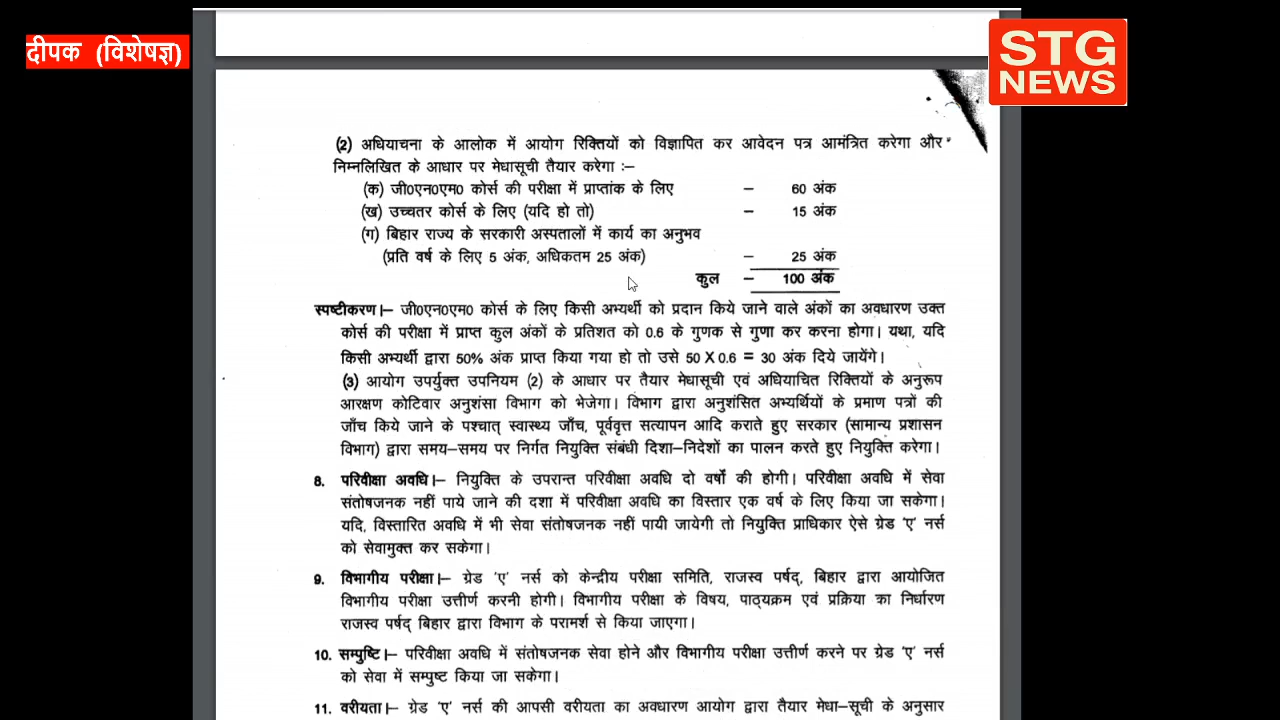 दीपक (विशेषज्ञ)
STG
NEWS
(2) अधियाचना के आलोक में आयोग रिक्तियों को विज्ञापित कर आवेदन पत्र आमंत्रित करेगा और
निम्नलिखित के आधार पर मेधासूची तैयार करेगा :–
(क) जी0एन0एम0 कोर्स की परीक्षा में प्राप्तांक के लिए – 60 अंक
(ख) उच्चतर कोर्स के लिए (यदि हो तो) – 15 अंक
(ग) बिहार राज्य के सरकारी अस्पतालों में कार्य का अनुभव
(प्रति वर्ष के लिए 5 अंक, अधिकतम 25 अंक) – 25 अंक
कुल – 100 अंक
स्पष्टीकरण।– जी0एन0एम0 कोर्स के लिए किसी अभ्यर्थी को प्रदान किये जाने वाले अंकों का अवधारण उक्त
कोर्स की परीक्षा में प्राप्त कुल अंकों के प्रतिशत को 0.6 के गुणक से गुणा कर करना होगा। यथा, यदि
किसी अभ्यर्थी द्वारा 50% अंक प्राप्त किया गया हो तो उसे 50 X 0.6 = 30 अंक दिये जायेंगे।
(3) आयोग उपर्युक्त उपनियम (2) के आधार पर तैयार मेधासूची एवं अधियाचित रिक्तियों के अनुरूप
आरक्षण कोटिवार अनुशंसा विभाग को भेजेगा। विभाग द्वारा अनुशंसित अभ्यर्थियों के प्रमाण पत्रों की
जाँच किये जाने के पश्चात् स्वास्थ्य जाँच, पूर्ववृत्त सत्यापन आदि कराते हुए सरकार (सामान्य प्रशासन
विभाग) द्वारा समय–समय पर निर्गत नियुक्ति संबंधी दिशा–निदेशों का पालन करते हुए नियुक्ति करेगा।
8. परिवीक्षा अवधि।– नियुक्ति के उपरान्त परिवीक्षा अवधि दो वर्षों की होगी। परिवीक्षा अवधि में सेवा
संतोषजनक नहीं पाये जाने की दशा में परिवीक्षा अवधि का विस्तार एक वर्ष के लिए किया जा सकेगा।
यदि, विस्तारित अवधि में भी सेवा संतोषजनक नहीं पायी जायेगी तो नियुक्ति प्राधिकार ऐसे ग्रेड 'ए' नर्स
को सेवामुक्त कर सकेगा।
9. विभागीय परीक्षा।– ग्रेड 'ए' नर्स को केन्द्रीय परीक्षा समिति, राजस्व पर्षद्, बिहार द्वारा आयोजित
विभागीय परीक्षा उत्तीर्ण करनी होगी। विभागीय परीक्षा के विषय, पाठ्यक्रम एवं प्रक्रिया का निर्धारण
राजस्व पर्षद् बिहार द्वारा विभाग के परामर्श से किया जाएगा।
10. सम्पुष्टि।– परिवीक्षा अवधि में संतोषजनक सेवा होने और विभागीय परीक्षा उत्तीर्ण करने पर ग्रेड 'ए' नर्स
को सेवा में सम्पुष्ट किया जा सकेगा।
11. वरीयता।– ग्रेड 'ए' नर्स की आपसी वरीयता का अवधारण आयोग द्वारा तैयार मेधा–सूची के अनुसार